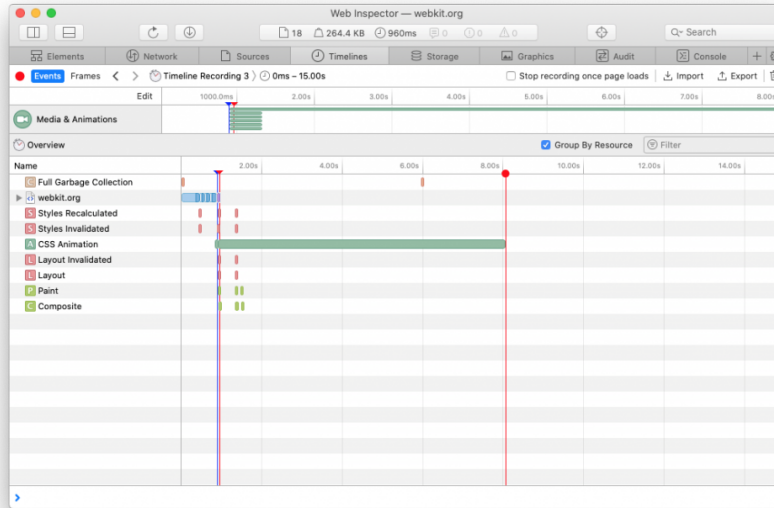 Web Inspector — webkit.org
18 264.4 KB 960ms 0 0 0
Search
Elements Network Sources Timelines Storage Graphics Audit Console
Events Frames Timeline Recording 3 0ms – 15.00s Stop recording once page loads Import Export
Edit 1000.0ms 2.00s 3.00s 4.00s 5.00s 6.00s 7.00s 8.00s
Media & Animations
Overview Group By Resource Filter
Name 2.00s 4.00s 6.00s 8.00s 10.00s 12.00s 14.00s
Full Garbage Collection
webkit.org
S Styles Recalculated
S Styles Invalidated
A CSS Animation
L Layout Invalidated
L Layout
P Paint
C Composite